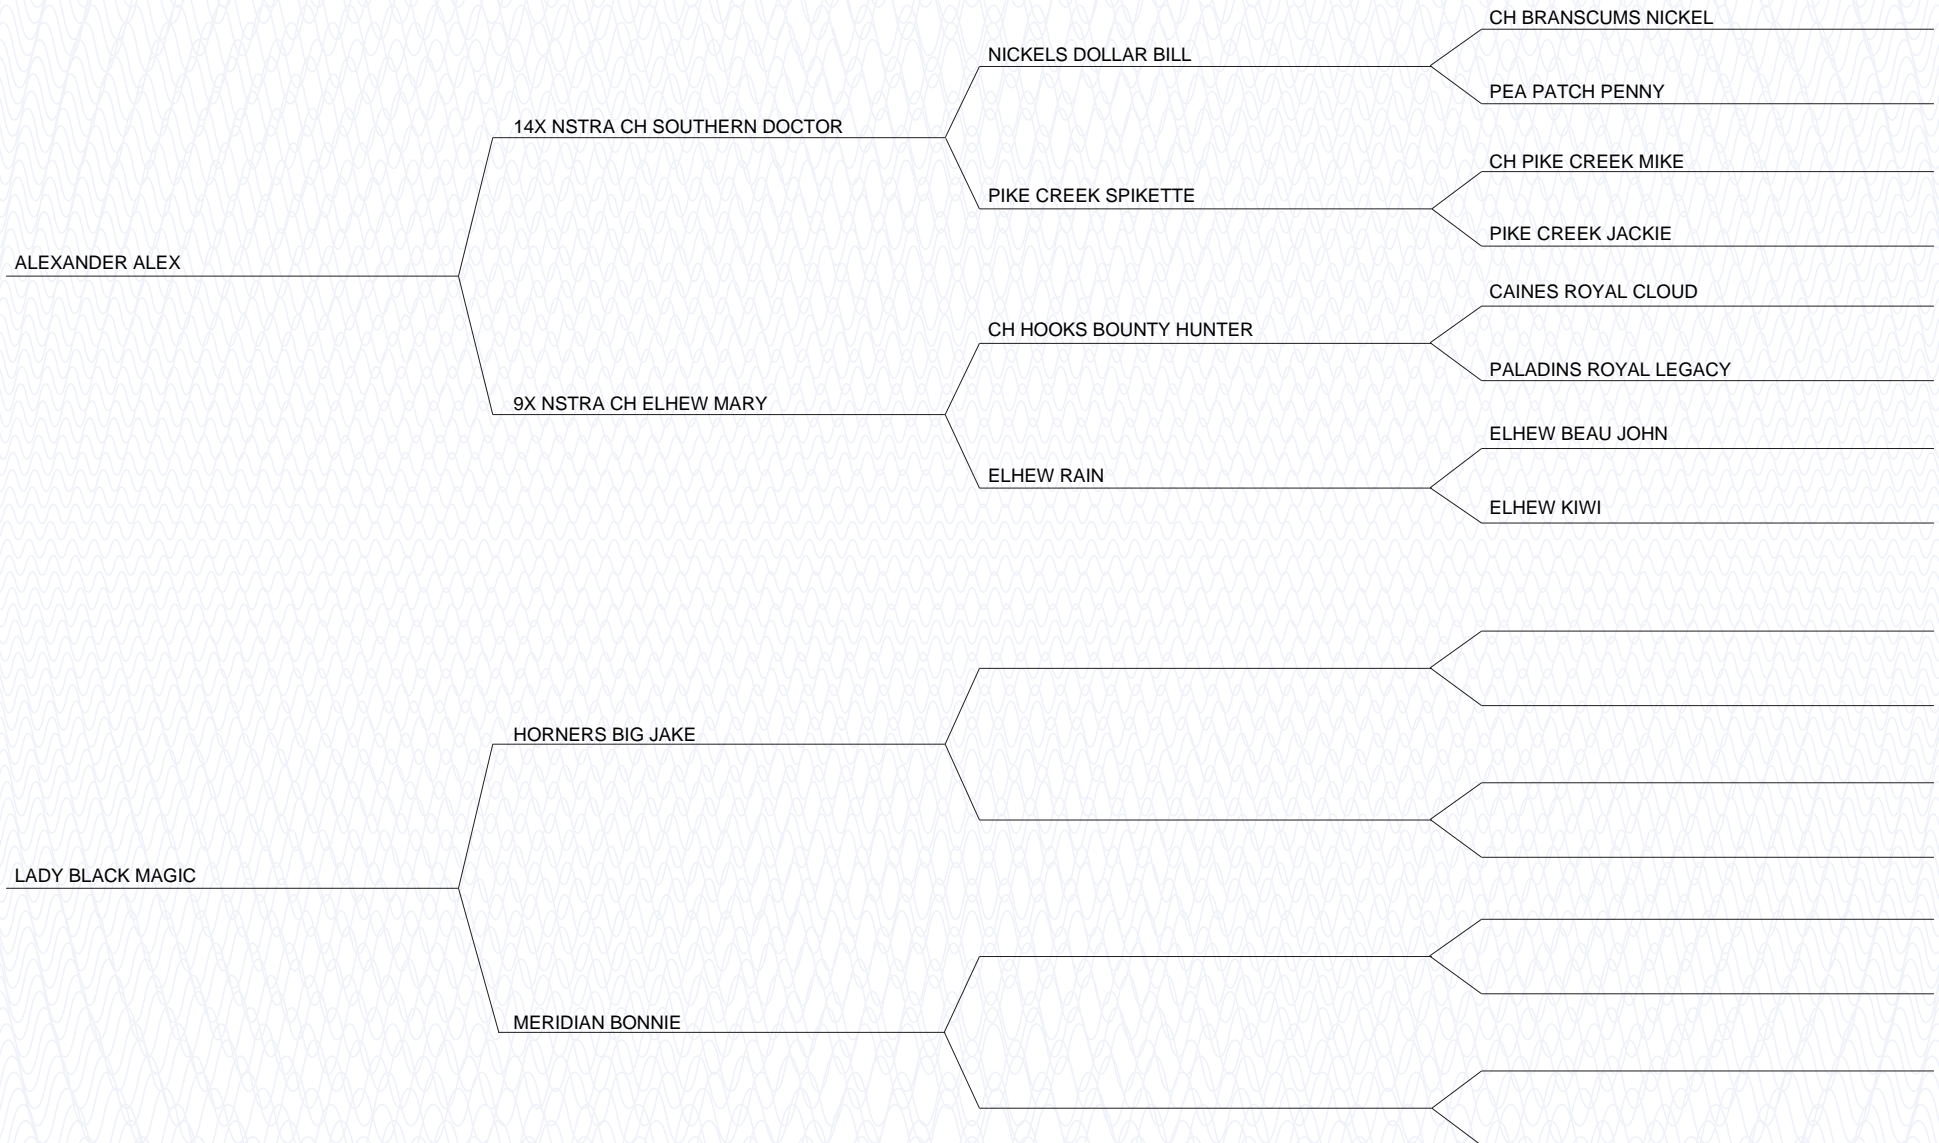 CH BRANSCUMS NICKEL
NICKELS DOLLAR BILL
PEA PATCH PENNY
14X NSTRA CH SOUTHERN DOCTOR
CH PIKE CREEK MIKE
PIKE CREEK SPIKETTE
PIKE CREEK JACKIE
ALEXANDER ALEX
CAINES ROYAL CLOUD
CH HOOKS BOUNTY HUNTER
PALADINS ROYAL LEGACY
9X NSTRA CH ELHEW MARY
ELHEW BEAU JOHN
ELHEW RAIN
ELHEW KIWI
HORNERS BIG JAKE
LADY BLACK MAGIC
MERIDIAN BONNIE